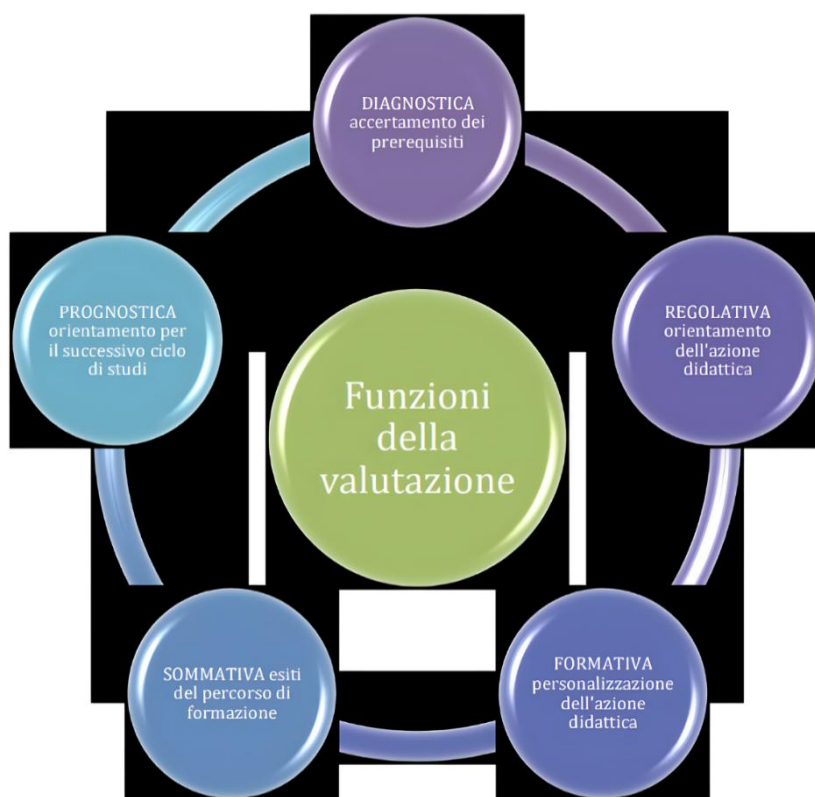 DIAGNOSTICA
accertamento dei
prerequisiti
REGOLATIVA
orientamento
dell'azione
didattica
FORMATIVA
personalizzazione
dell'azione
didattica
SOMMATIVA esiti
del percorso di
formazione
PROGNOSTICA
orientamento per
il successivo ciclo
di studi
Funzioni
della
valutazione